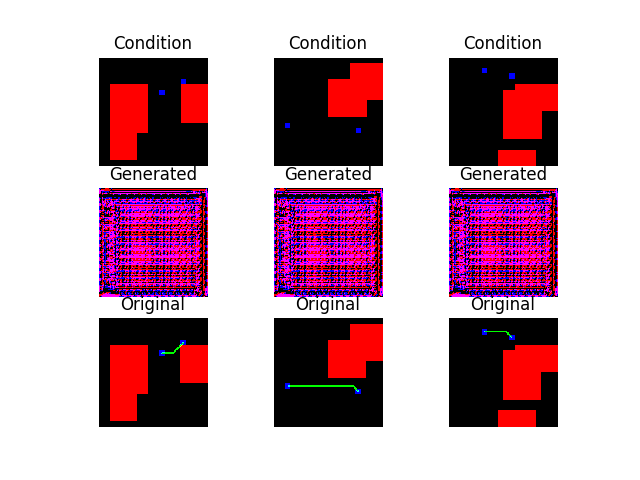 Condition Condition Condition
Generated Generated Generated
Original Original Original